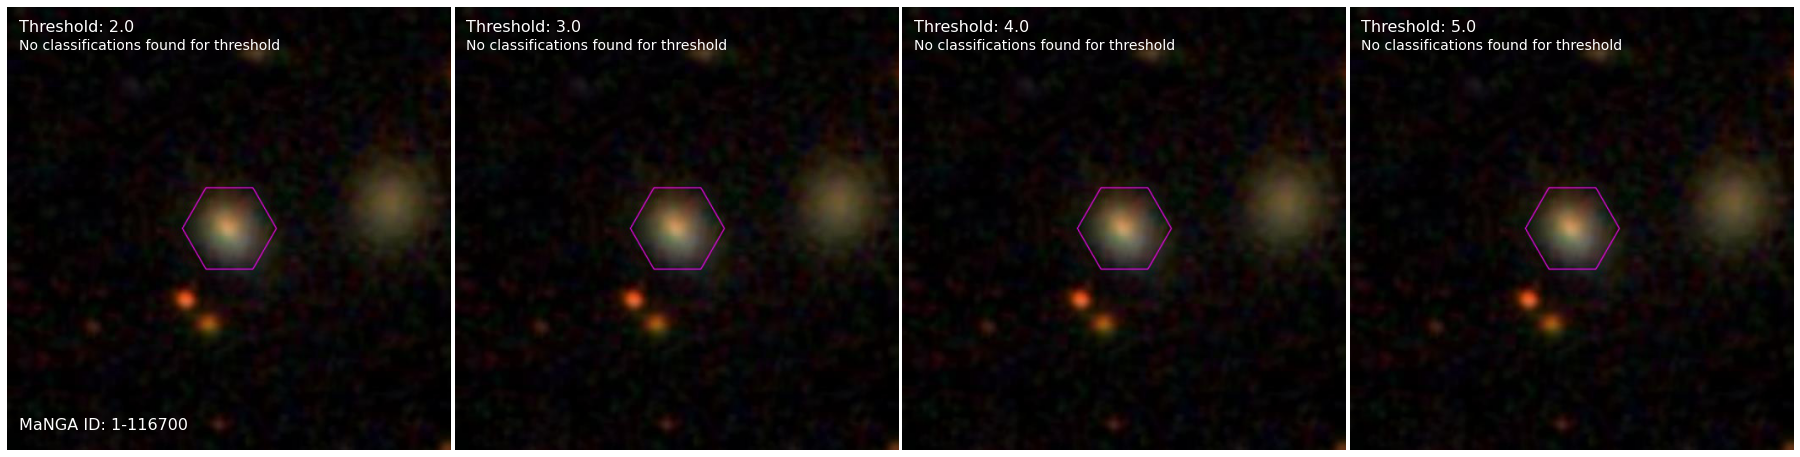 Threshold: 2.0
No classifications found for threshold
Threshold: 3.0
No classifications found for threshold
Threshold: 4.0
No classifications found for threshold
Threshold: 5.0
No classifications found for threshold
MaNGA ID: 1-116700